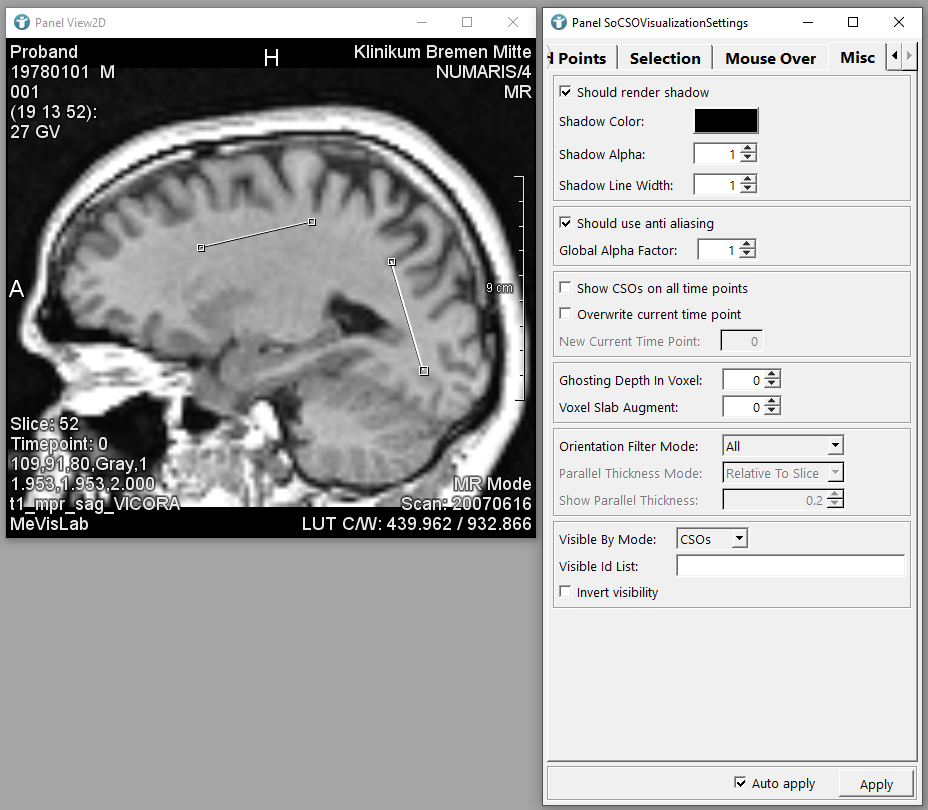 Panel View2D
Proband
19780101 M
001
(19 13 52):
27 GV
H
Klinikum Bremen Mitte
NUMARIS/4
MR
A
9 cm
Slice: 52
Timepoint: 0
109,91,80,Gray,1
1.953,1.953,2.000
t1_mpr_sag_VICORA
MeVisLab
MR Mode
Scan: 20070616
LUT C/W: 439.962 / 932.866
Panel SoCSOVisualizationSettings
Points Selection Mouse Over Misc
Should render shadow
Shadow Color:
Shadow Alpha: 1
Shadow Line Width: 1
Should use anti aliasing
Global Alpha Factor: 1
Show CSOs on all time points
Overwrite current time point
New Current Time Point: 0
Ghosting Depth In Voxel: 0
Voxel Slab Augment: 0
Orientation Filter Mode: All
Parallel Thickness Mode: Relative To Slice
Show Parallel Thickness: 0.2
Visible By Mode: CSOs
Visible Id List:
Invert visibility
Auto apply Apply